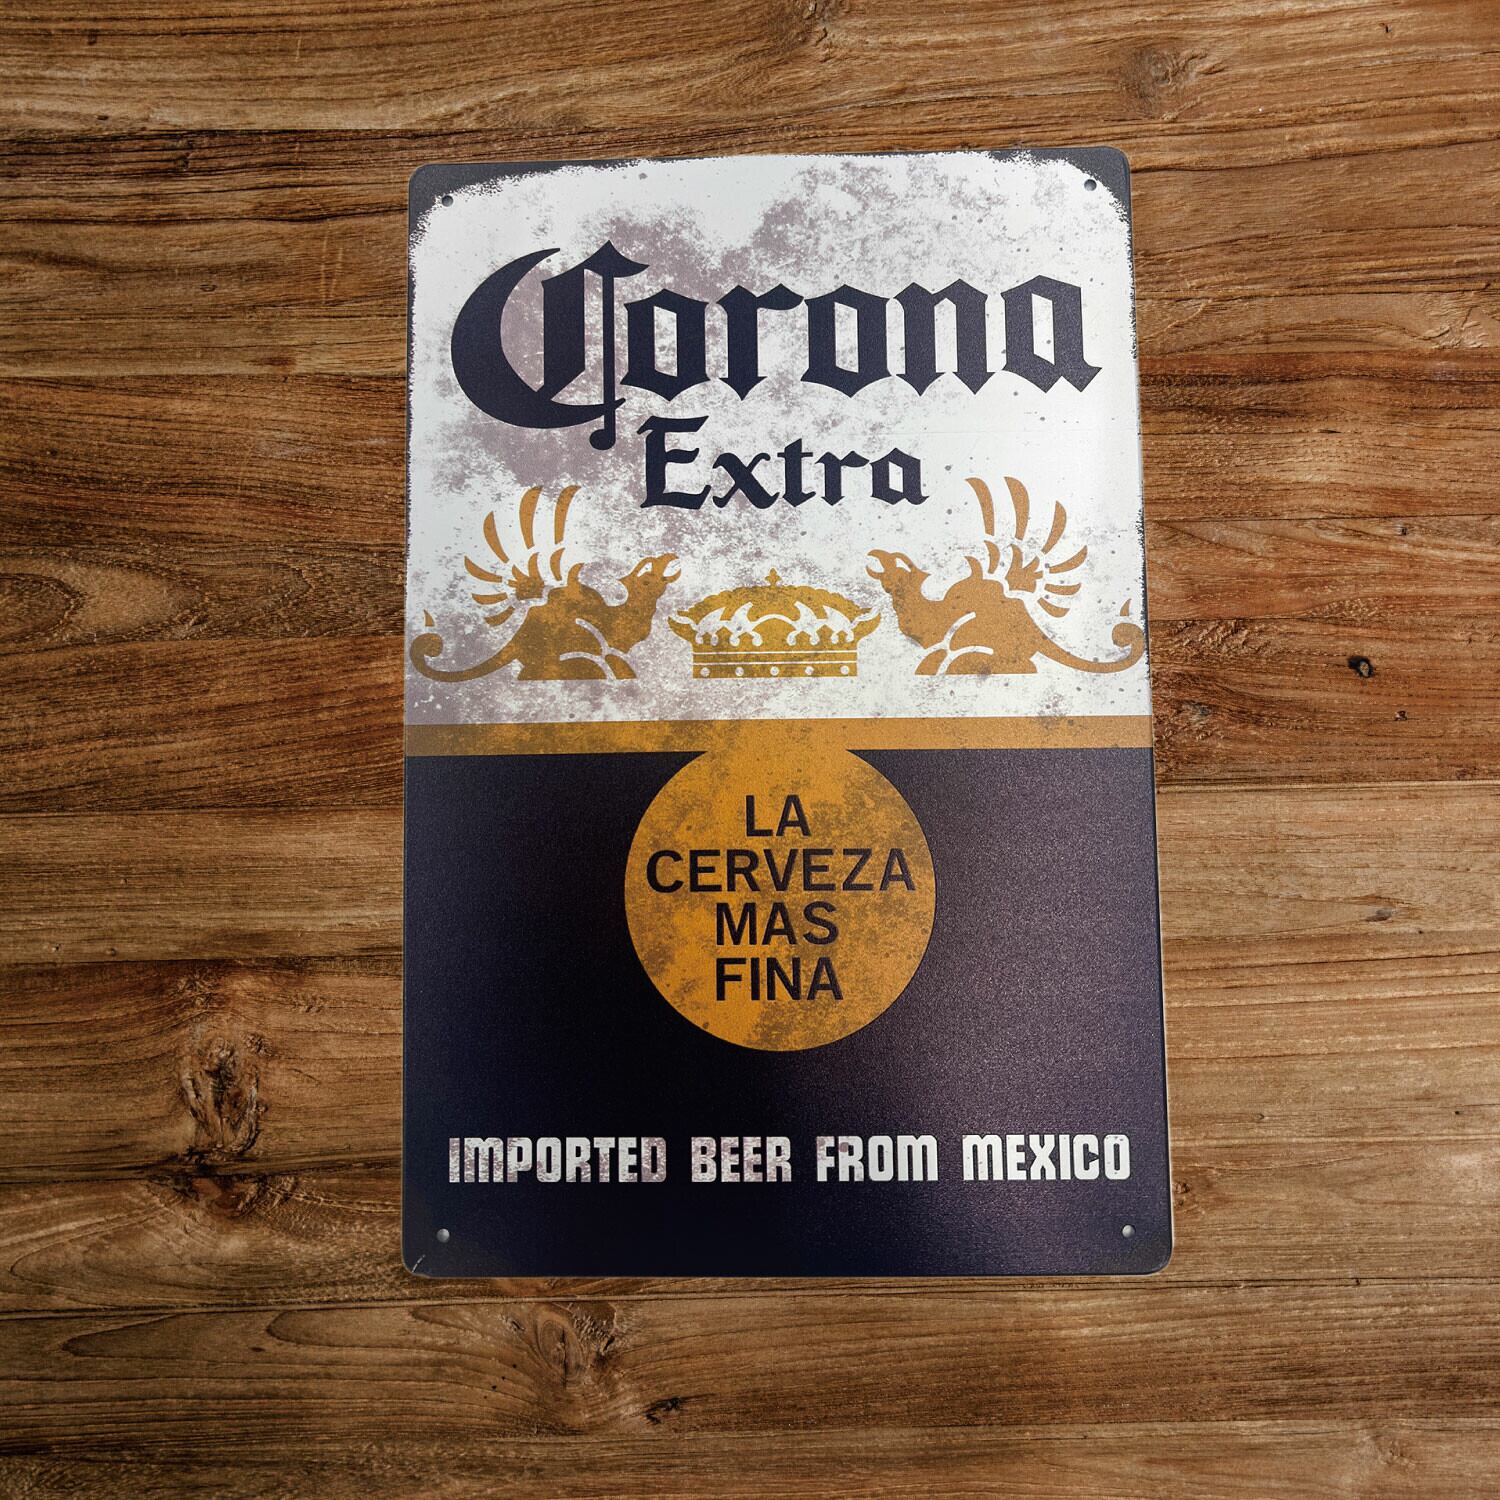 Corona
Extra
LA
CERVEZA
MAS
FINA
IMPORTED BEER FROM MEXICO